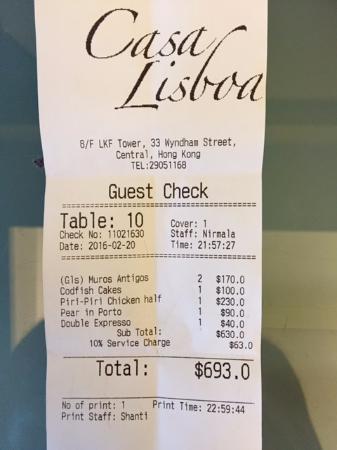 Casa
Lisboa
8/F LKF Tower, 33 Wyndham Street,
Central, Hong Kong
TEL:29051168
Guest Check
Table: 10 Cover: 1
Check No: 11021630 Staff: Nirmala
Date: 2016-02-20 Time: 21:57:27
(Gls) Muros Antigos 2 $170.0
Codfish Cakes 1 $100.0
Piri-Piri Chicken half 1 $230.0
Pear in Porto 1 $90.0
Double Expresso 1 $40.0
Sub Total: $630.0
10% Service Charge $63.0
Total: $693.0
No of print: 1 Print Time: 22:59:44
Print Staff: Shanti